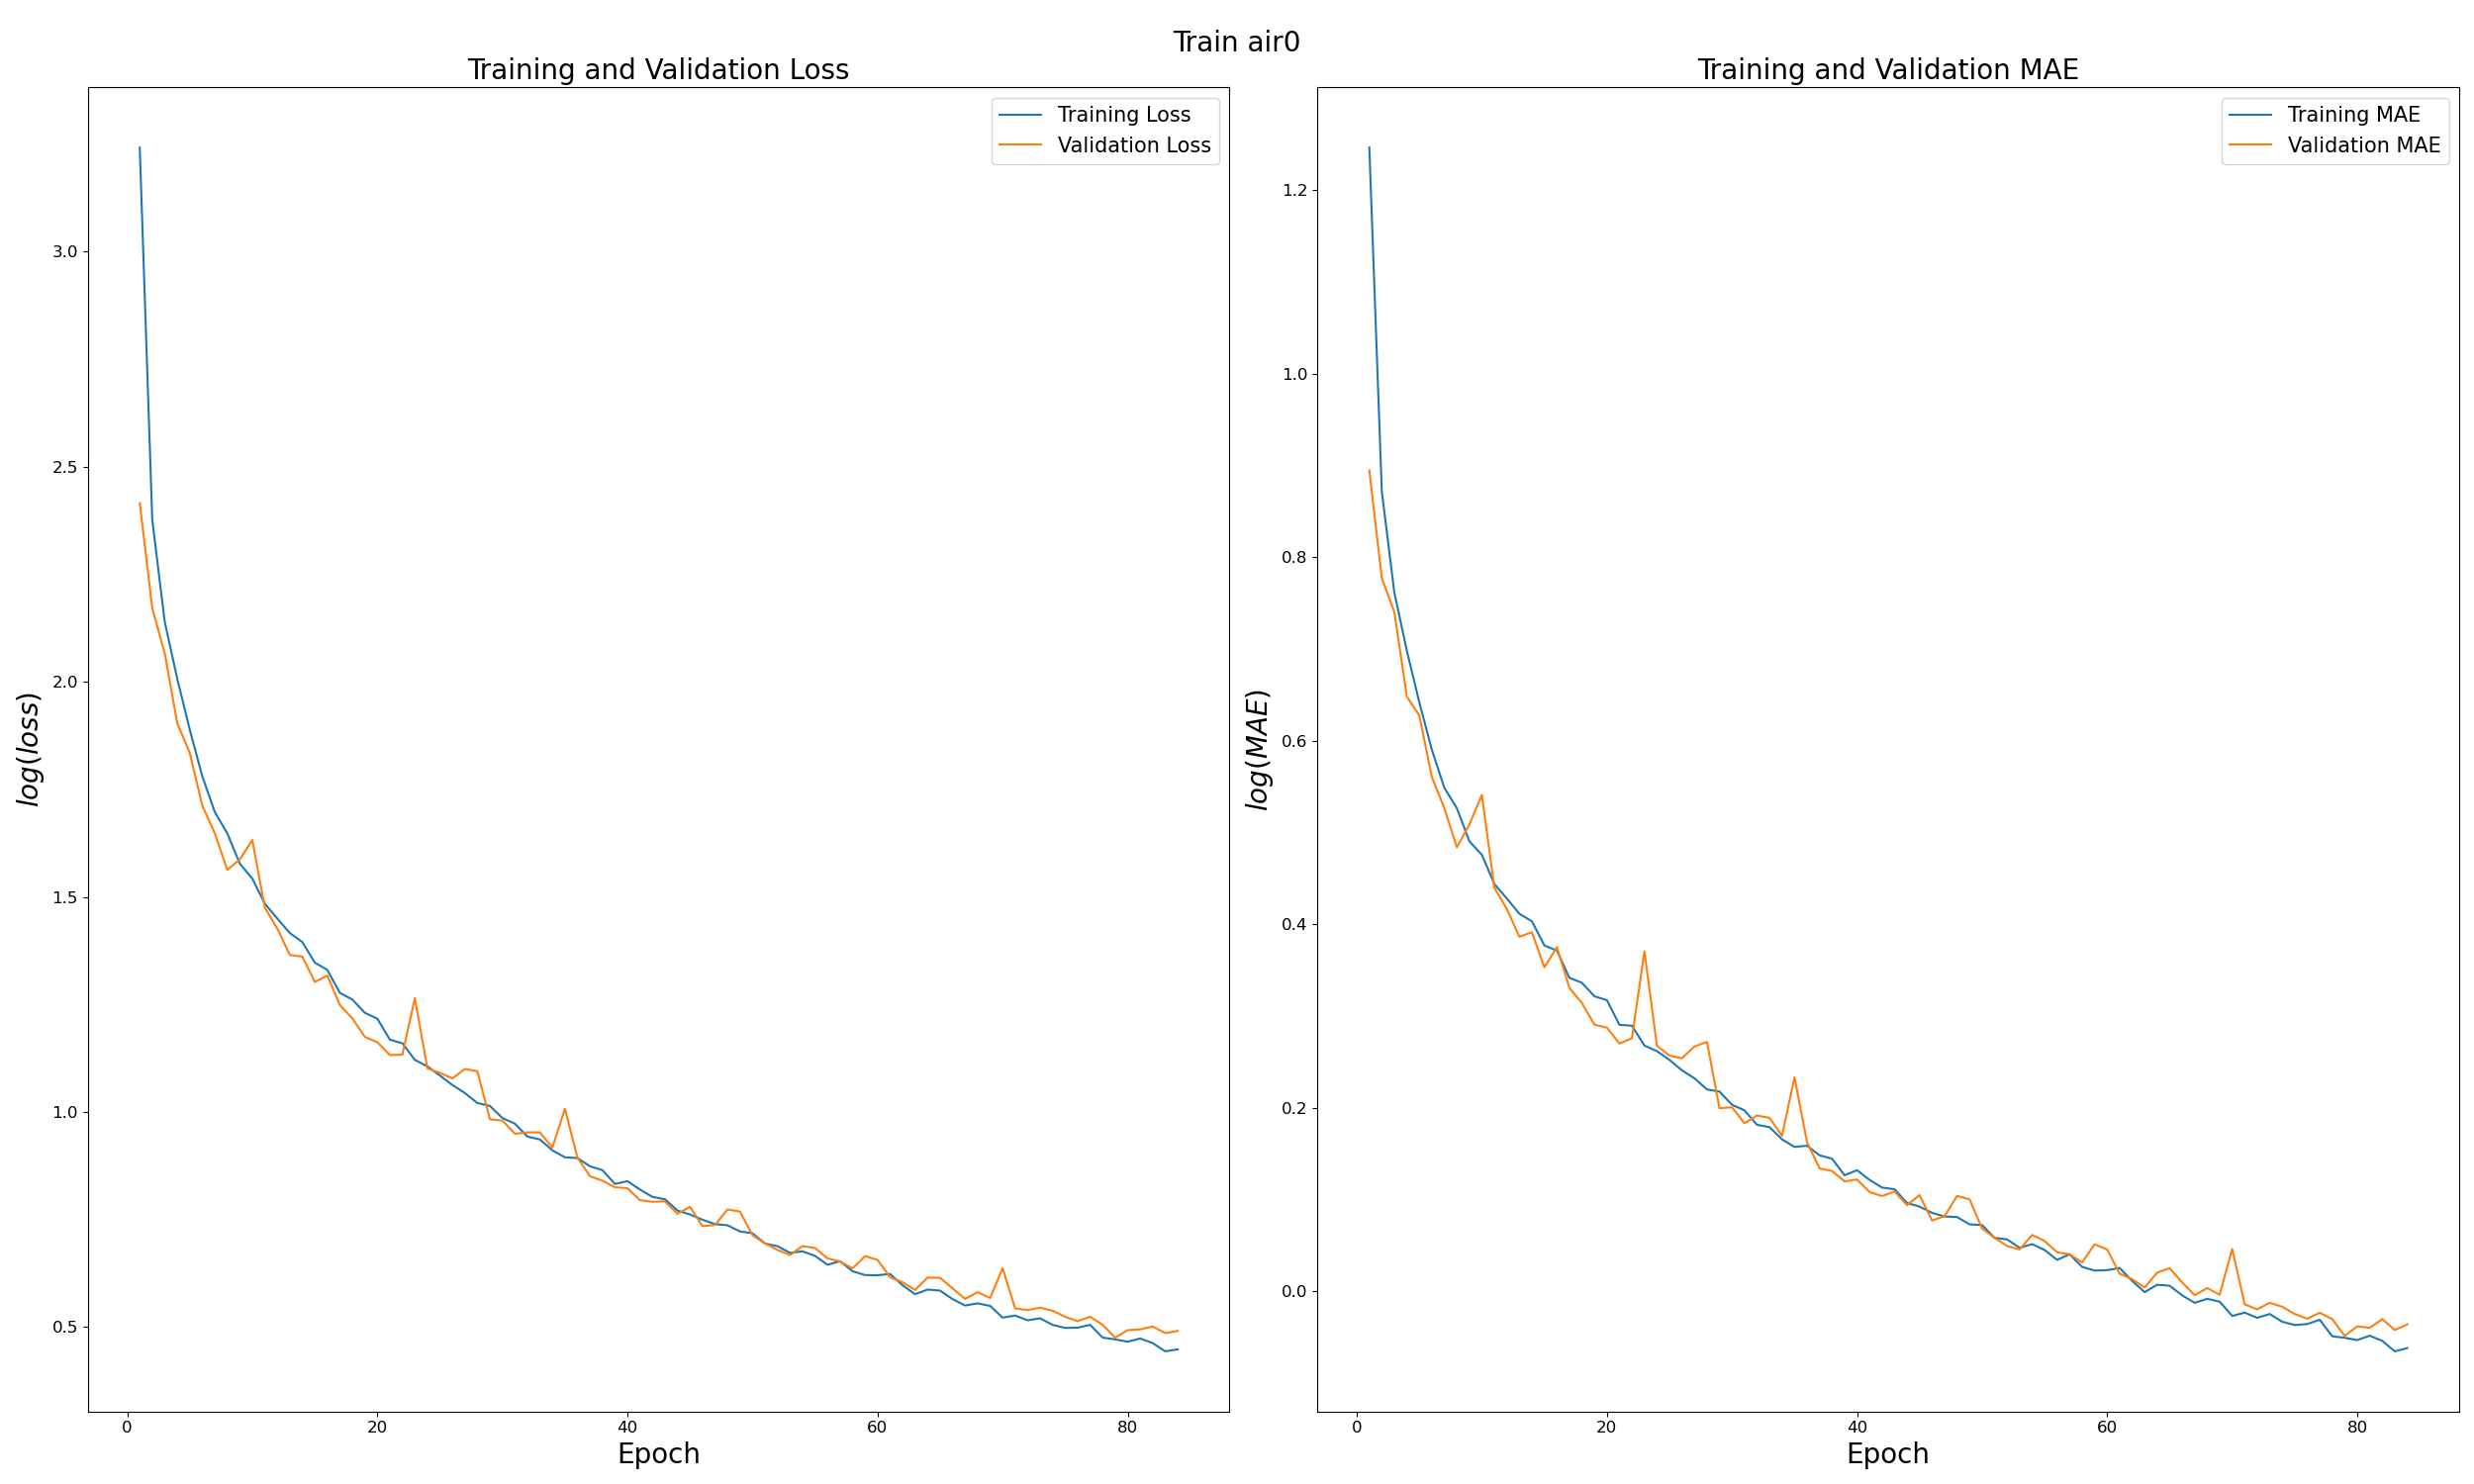 Train air0
Training and Validation Loss
Training Loss
Validation Loss
log(loss)
3.0
2.5
2.0
1.5
1.0
0.5
0 20 40 60 80
Epoch
Training and Validation MAE
Training MAE
Validation MAE
log(MAE)
1.2
1.0
0.8
0.6
0.4
0.2
0.0
0 20 40 60 80
Epoch